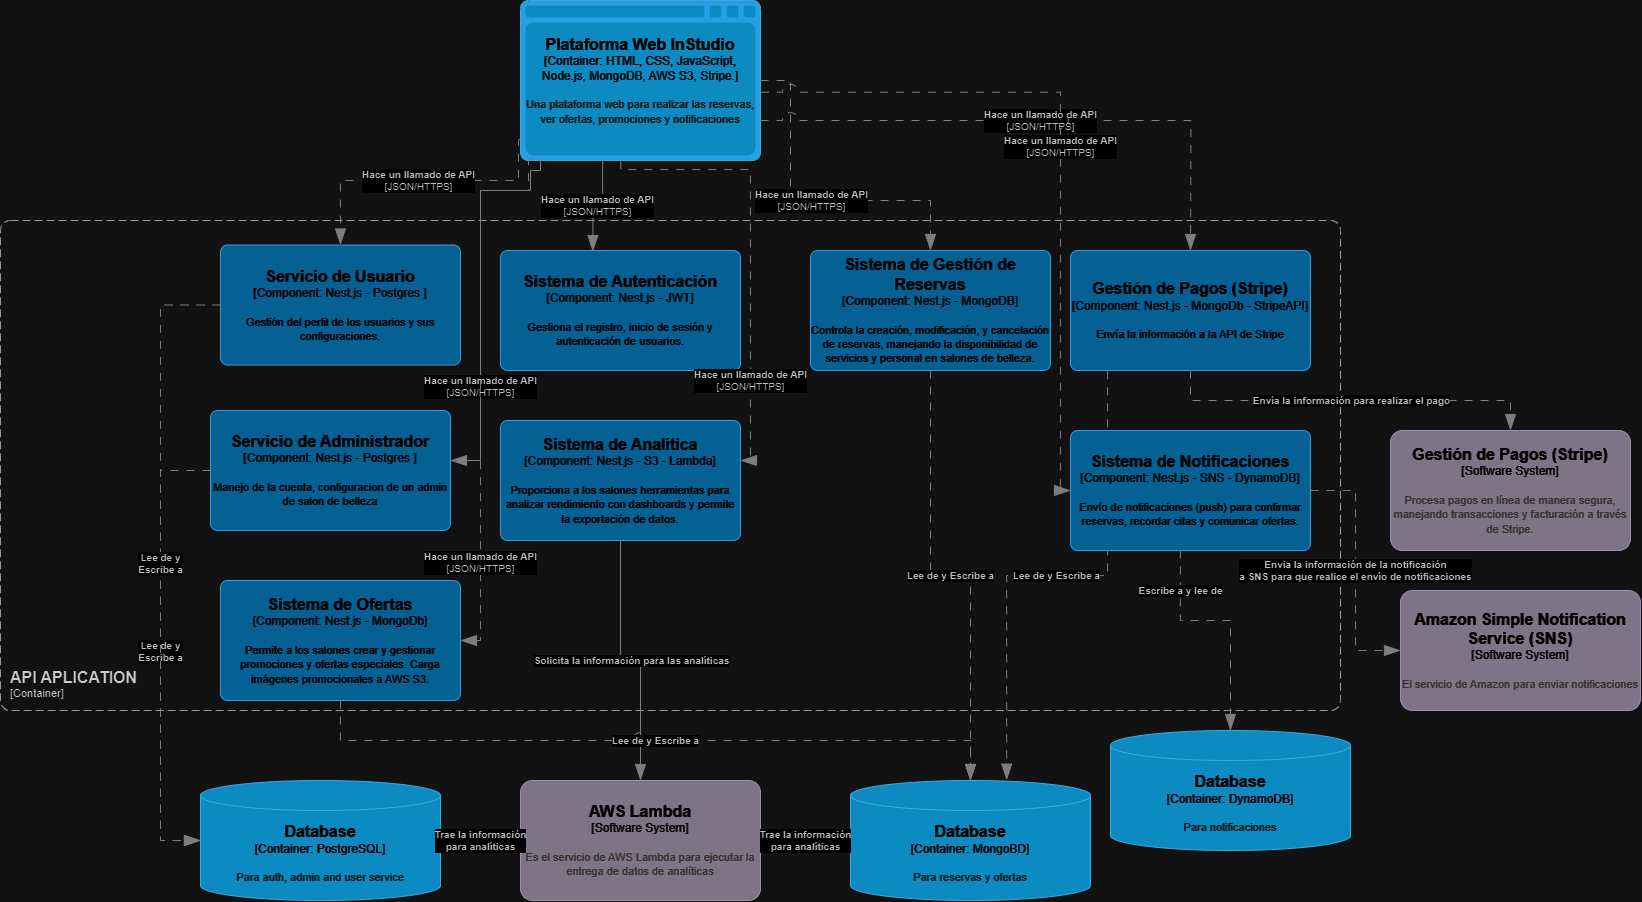 Plataforma Web InStudio
[Container: HTML, CSS, JavaScript,
Node.js, MongoDB, AWS S3, Stripe.]
Una plataforma web para realizar las reservas,
ver ofertas, promociones y notificaciones
Hace un llamado de API
[JSON/HTTPS]
Hace un llamado de API
[JSON/HTTPS]
Hace un llamado de API
[JSON/HTTPS]
Hace un llamado de API
[JSON/HTTPS]
Hace un llamado de API
[JSON/HTTPS]
Servicio de Usuario
[Component: Nest.js - Postgres ]
Gestión del perfil de los usuarios y sus
configuraciones.
Sistema de Autenticación
[Component: Nest.js - JWT]
Gestiona el registro, inicio de sesión y
autenticación de usuarios.
Sistema de Gestión de
Reservas
[Component: Nest.js - MongoDB]
Controla la creación, modificación, y cancelación
de reservas, manejando la disponibilidad de
servicios y personal en salones de belleza.
Gestión de Pagos (Stripe)
[Component: Nest.js - MongoDb - StripeAPI]
Envía la información a la API de Stripe
Hace un llamado de API
[JSON/HTTPS]
Hace un llamado de API
[JSON/HTTPS]
Envía la información para realizar el pago
Servicio de Administrador
[Component: Nest.js - Postgres ]
Manejo de la cuenta, configuracion de un admin
de salon de belleza
Sistema de Analítica
[Component: Nest.js - S3 - Lambda]
Proporciona a los salones herramientas para
analizar rendimiento con dashboards y permite
la exportación de datos.
Sistema de Notificaciones
[Component: Nest.js - SNS - DynamoDB]
Envío de notificaciones (push) para confirmar
reservas, recordar citas y comunicar ofertas.
Gestión de Pagos (Stripe)
[Software System]
Procesa pagos en línea de manera segura,
manejando transacciones y facturación a través
de Stripe.
Lee de y
Escribe a
Hace un llamado de API
[JSON/HTTPS]
Lee de y Escribe a
Lee de y Escribe a
Escribe a y lee de
Envia la información de la notificación
a SNS para que realice el envio de notificaciones
Sistema de Ofertas
[Component: Nest.js - MongoDb]
Permite a los salones crear y gestionar
promociones y ofertas especiales. Carga
imágenes promocionales a AWS S3.
Amazon Simple Notification
Service (SNS)
[Software System]
El servicio de Amazon para enviar notificaciones
Lee de y
Escribe a
Solicita la información para las analíticas
API APLICATION
[Container]
Lee de y Escribe a
Database
[Container: PostgreSQL]
Para auth, admin and user service
Trae la información
para analíticas
AWS Lambda
[Software System]
Es el servicio de AWS Lambda para ejecutar la
entrega de datos de analíticas
Trae la información
para analíticas
Database
[Container: MongoBD]
Para reservas y ofertas
Database
[Container: DynamoDB]
Para notificaciones